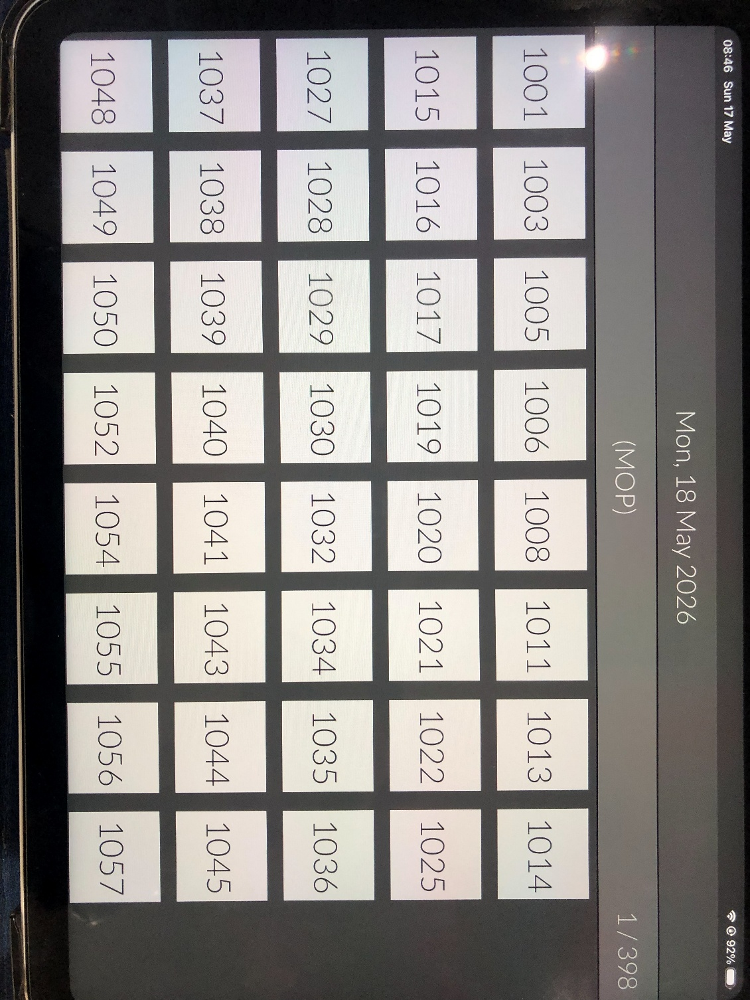 08:46 Sun 17 May
92%
Mon, 18 May 2026
(MOP)
1 / 398
1001 1003 1005 1006 1008 1011 1013 1014
1015 1016 1017 1019 1020 1021 1022 1025
1027 1028 1029 1030 1032 1034 1035 1036
1037 1038 1039 1040 1041 1043 1044 1045
1048 1049 1050 1052 1054 1055 1056 1057